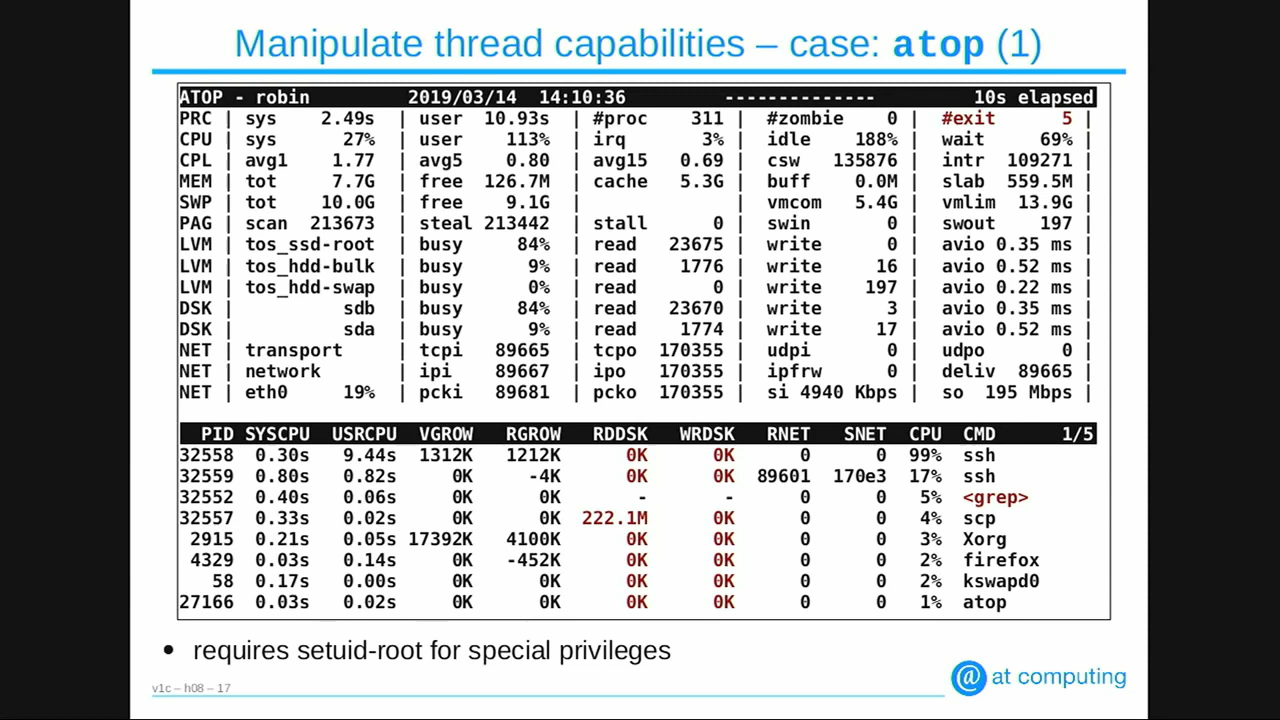 Manipulate thread capabilities – case: atop (1)
ATOP - robin 2019/03/14 14:10:36 -------------- 10s elapsed
PRC | sys 2.49s | user 10.93s | #proc 311 | #zombie 0 | #exit 5 |
CPU | sys 27% | user 113% | irq 3% | idle 188% | wait 69% |
CPL | avg1 1.77 | avg5 0.80 | avg15 0.69 | csw 135876 | intr 109271 |
MEM | tot 7.7G | free 126.7M | cache 5.3G | buff 0.0M | slab 559.5M |
SWP | tot 10.0G | free 9.1G | | vmcom 5.4G | vmlim 13.9G |
PAG | scan 213673 | steal 213442 | stall 0 | swin 0 | swout 197 |
LVM | tos_ssd-root | busy 84% | read 23675 | write 0 | avio 0.35 ms |
LVM | tos_hdd-bulk | busy 9% | read 1776 | write 16 | avio 0.52 ms |
LVM | tos_hdd-swap | busy 0% | read 0 | write 197 | avio 0.22 ms |
DSK | sdb | busy 84% | read 23670 | write 3 | avio 0.35 ms |
DSK | sda | busy 9% | read 1774 | write 17 | avio 0.52 ms |
NET | transport | tcpi 89665 | tcpo 170355 | udpi 0 | udpo 0 |
NET | network | ipi 89667 | ipo 170355 | ipfrw 0 | deliv 89665 |
NET | eth0 19% | pcki 89681 | pcko 170355 | si 4940 Kbps | so 195 Mbps |
PID SYSCPU USRCPU VGROW RGROW RDDSK WRDSK RNET SNET CPU CMD 1/5
32558 0.30s 9.44s 1312K 1212K 0K 0K 0 0 99% ssh
32559 0.80s 0.82s 0K -4K 0K 0K 89601 170e3 17% ssh
32552 0.40s 0.06s 0K 0K - - 0 0 5% <grep>
32557 0.33s 0.02s 0K 0K 222.1M 0K 0 0 4% scp
2915 0.21s 0.05s 17392K 4100K 0K 0K 0 0 3% Xorg
4329 0.03s 0.14s 0K -452K 0K 0K 0 0 2% firefox
58 0.17s 0.00s 0K 0K 0K 0K 0 0 2% kswapd0
27166 0.03s 0.02s 0K 0K 0K 0K 0 0 1% atop
• requires setuid-root for special privileges
v1c – h08 – 17
@ at computing